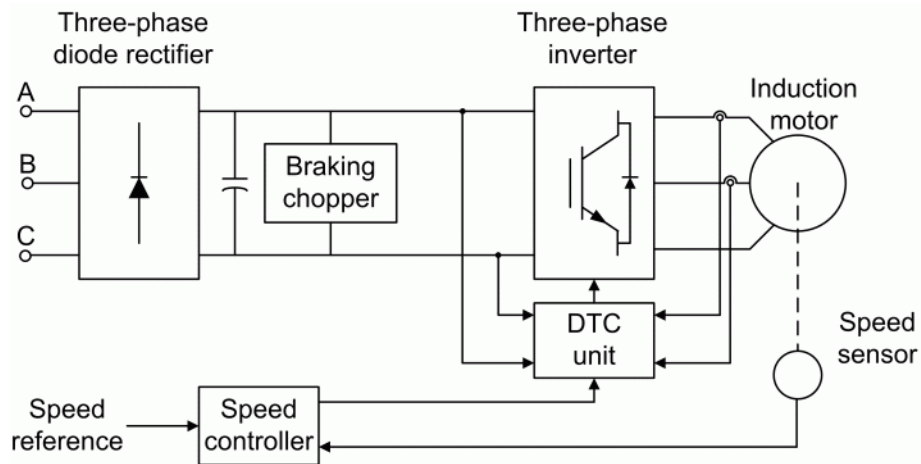 Three-phase
diode rectifier
Three-phase
inverter
A
B
C
Braking
chopper
Induction
motor
DTC
unit
Speed
sensor
Speed
reference
Speed
controller